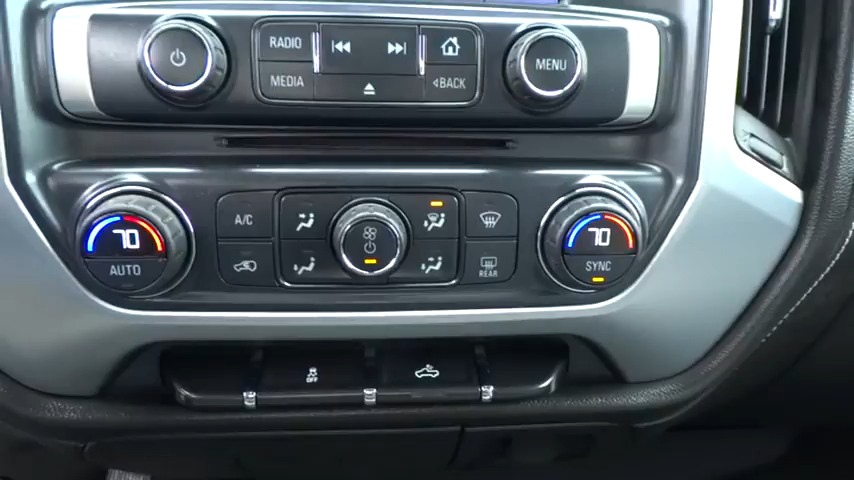 RADIO
MEDIA
BACK
MENU
A/C
70
AUTO
REAR
70
SYNC
OFF